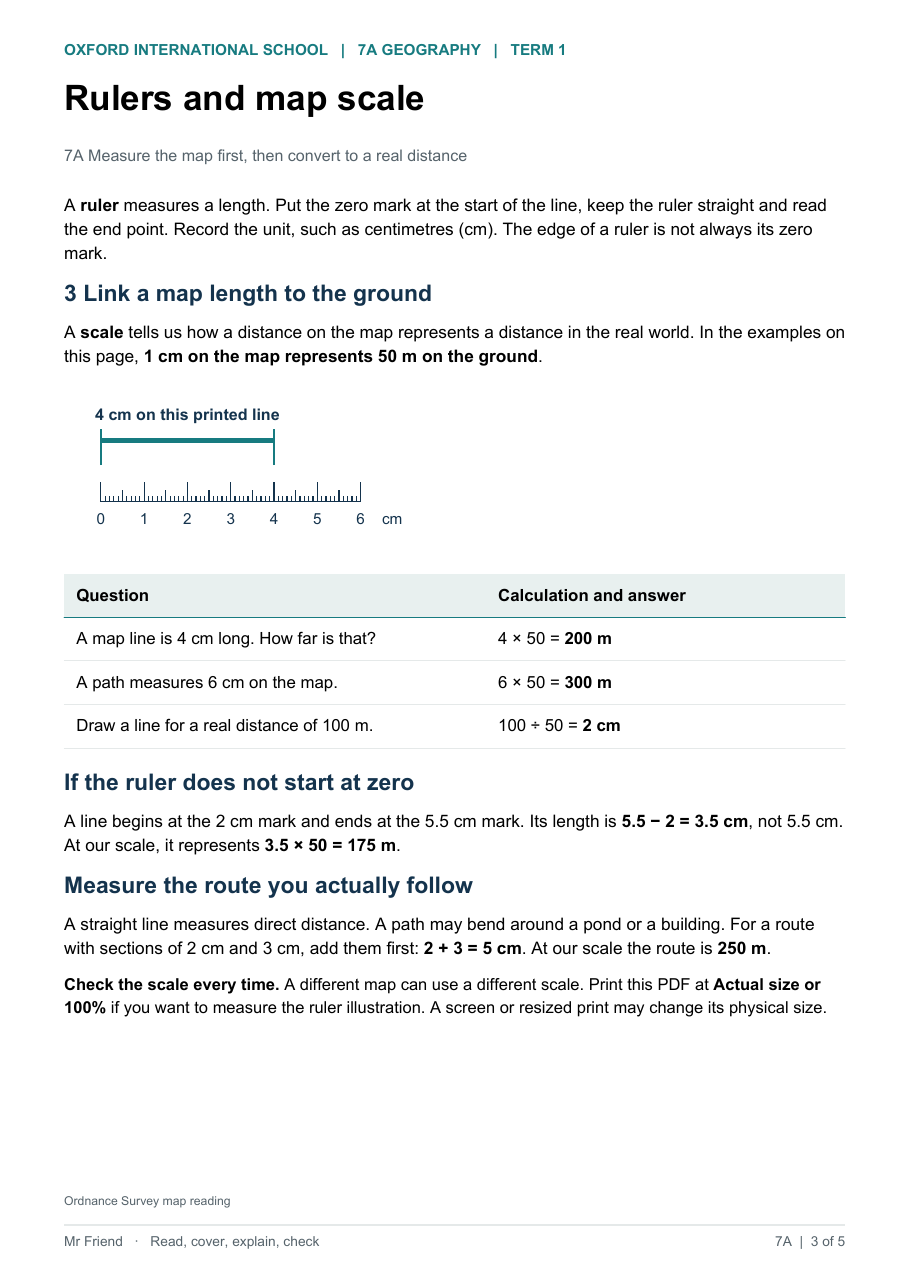 OXFORD INTERNATIONAL SCHOOL | 7A GEOGRAPHY | TERM 1
Rulers and map scale
7A Measure the map first, then convert to a real distance
A ruler measures a length. Put the zero mark at the start of the line, keep the ruler straight and read
the end point. Record the unit, such as centimetres (cm). The edge of a ruler is not always its zero
mark.
3 Link a map length to the ground
A scale tells us how a distance on the map represents a distance in the real world. In the examples on
this page, 1 cm on the map represents 50 m on the ground.
4 cm on this printed line
0 1 2 3 4 5 6 cm
Question Calculation and answer
A map line is 4 cm long. How far is that? 4 × 50 = 200 m
A path measures 6 cm on the map. 6 × 50 = 300 m
Draw a line for a real distance of 100 m. 100 ÷ 50 = 2 cm
If the ruler does not start at zero
A line begins at the 2 cm mark and ends at the 5.5 cm mark. Its length is 5.5 − 2 = 3.5 cm, not 5.5 cm.
At our scale, it represents 3.5 × 50 = 175 m.
Measure the route you actually follow
A straight line measures direct distance. A path may bend around a pond or a building. For a route
with sections of 2 cm and 3 cm, add them first: 2 + 3 = 5 cm. At our scale the route is 250 m.
Check the scale every time. A different map can use a different scale. Print this PDF at Actual size or
100% if you want to measure the ruler illustration. A screen or resized print may change its physical size.
Ordnance Survey map reading
Mr Friend · Read, cover, explain, check 7A | 3 of 5